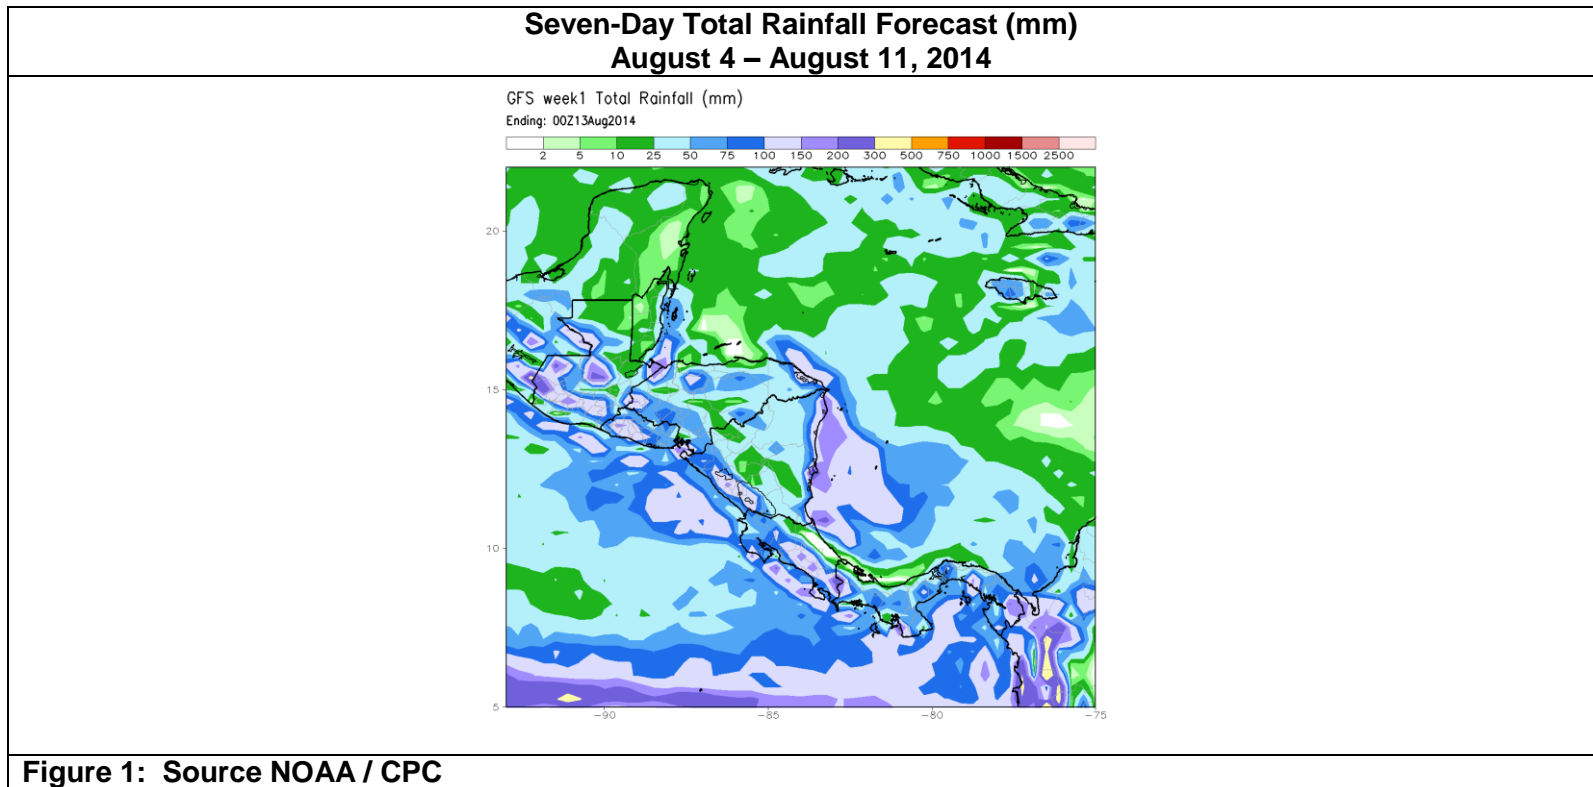 Seven-Day Total Rainfall Forecast (mm)
August 4 – August 11, 2014
GFS week1 Total Rainfall (mm)
Ending: 00Z13Aug2014
2 5 10 25 50 75 100 150 200 300 500 750 1000 1500 2500
20
15
10
5
-90 -85 -80 -75
Figure 1: Source NOAA / CPC